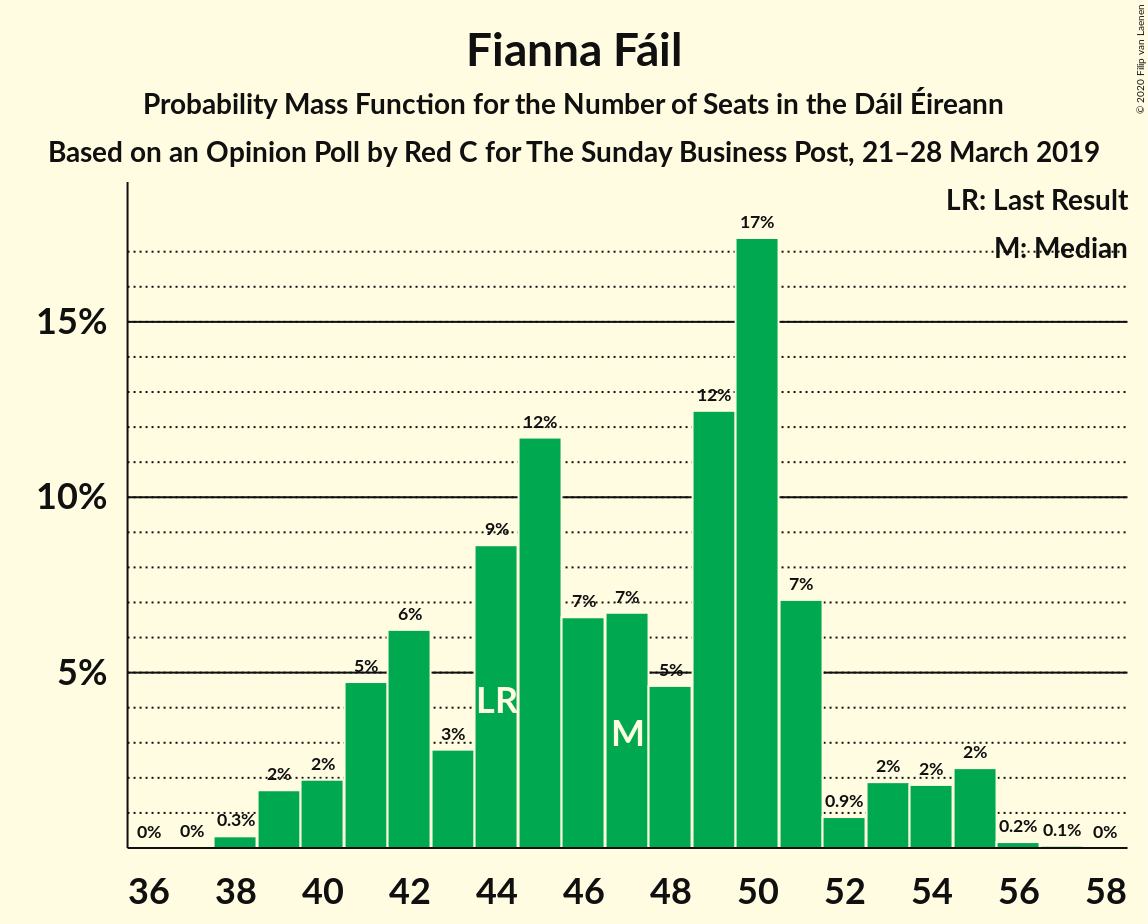 Fianna Fáil
Probability Mass Function for the Number of Seats in the Dáil Éireann
Based on an Opinion Poll by Red C for The Sunday Business Post, 21–28 March 2019
© 2020 Filip van Laenen
LR: Last Result
M: Median
17%
15%
12%
12%
10%
9%
7%
7%
7%
6%
5%
5%
5%
LR
M
3%
2%
2%
2%
2%
2%
0.9%
0.3%
0.2%
0.1%
0%
0%
0%
36 38 40 42 44 46 48 50 52 54 56 58